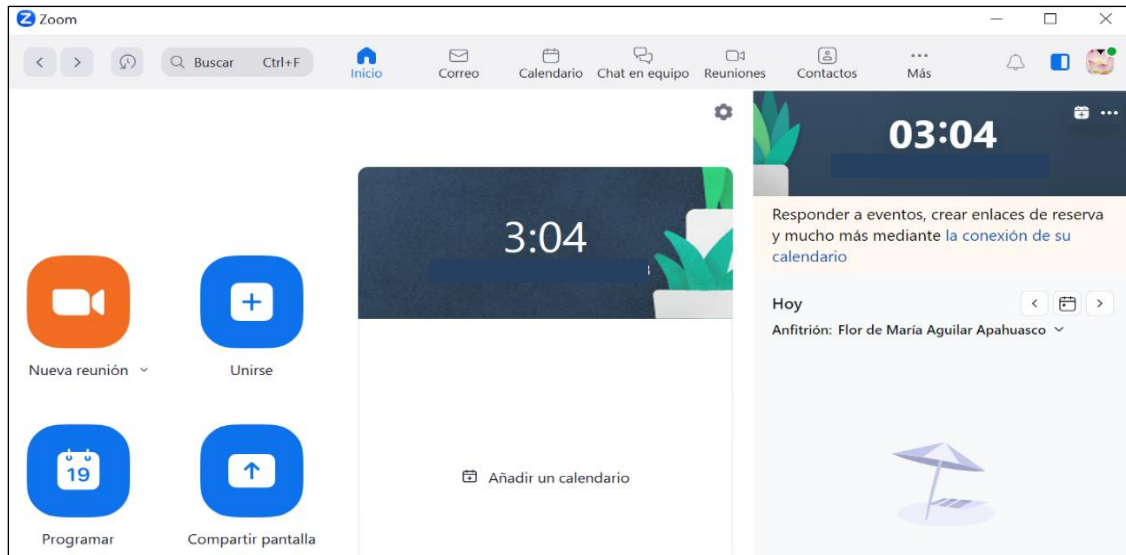 Zoom
Buscar Ctrl+F
Inicio
Correo
Calendario
Chat en equipo
Reuniones
Contactos
Más
3:04
Nueva reunión
Unirse
19
Programar
Compartir pantalla
Añadir un calendario
03:04
Responder a eventos, crear enlaces de reserva
y mucho más mediante la conexión de su
calendario
Hoy
Anfitrión: Flor de María Aguilar Apahuasco